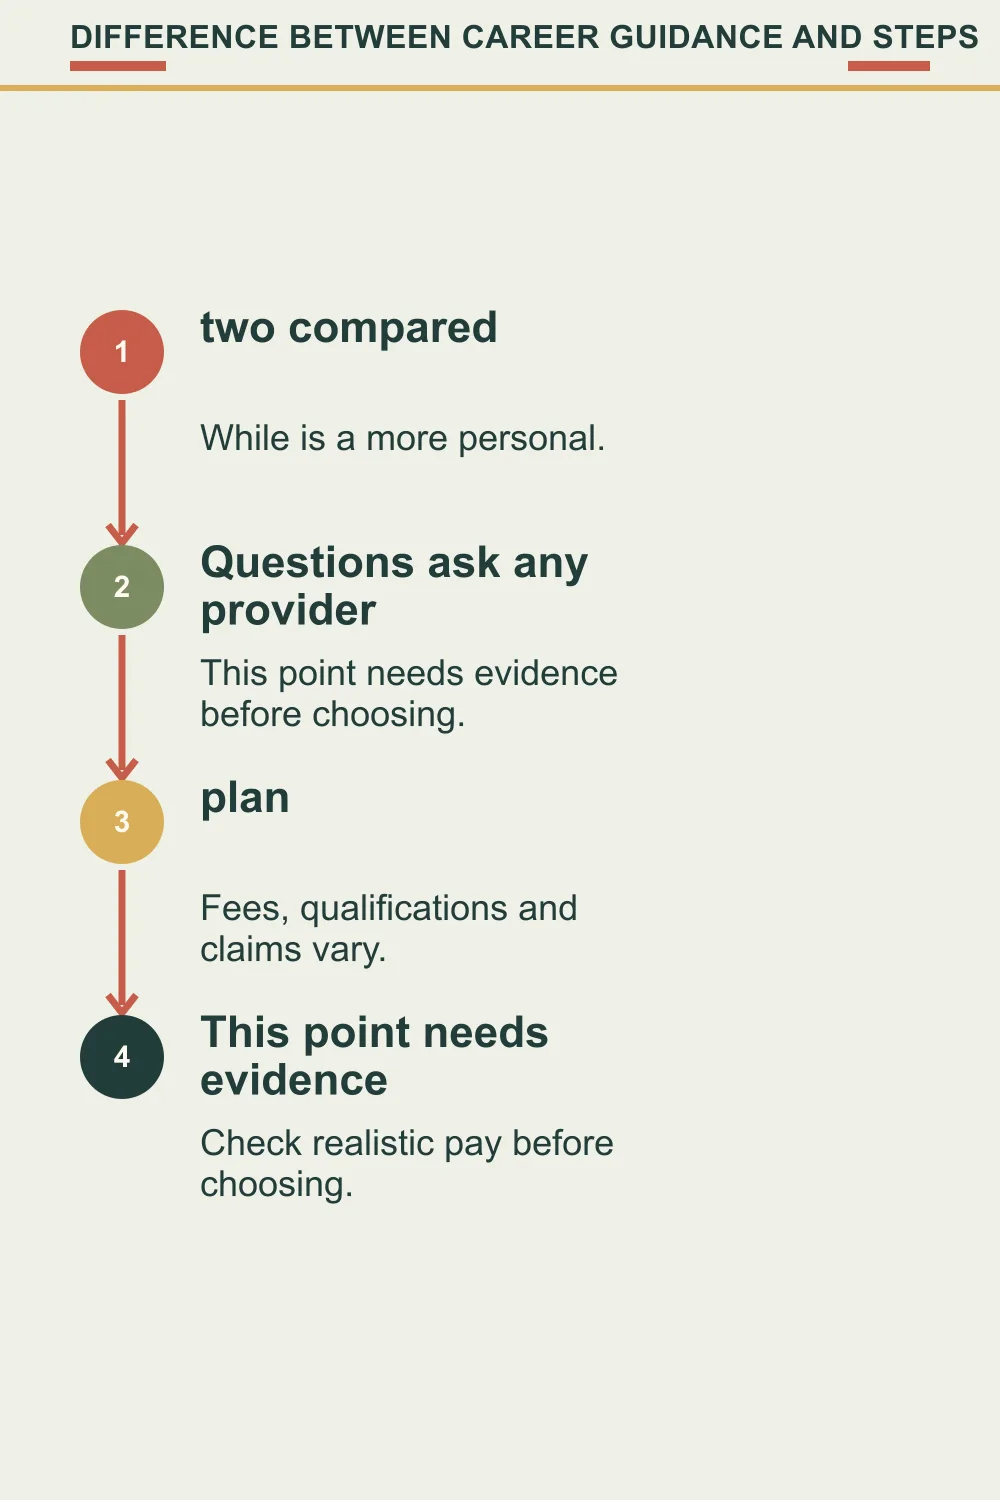 DIFFERENCE BETWEEN CAREER GUIDANCE AND STEPS
1
two compared
While is a more personal.
2
Questions ask any
provider
This point needs evidence
before choosing.
3
plan
Fees, qualifications and
claims vary.
4
This point needs
evidence
Check realistic pay before
choosing.